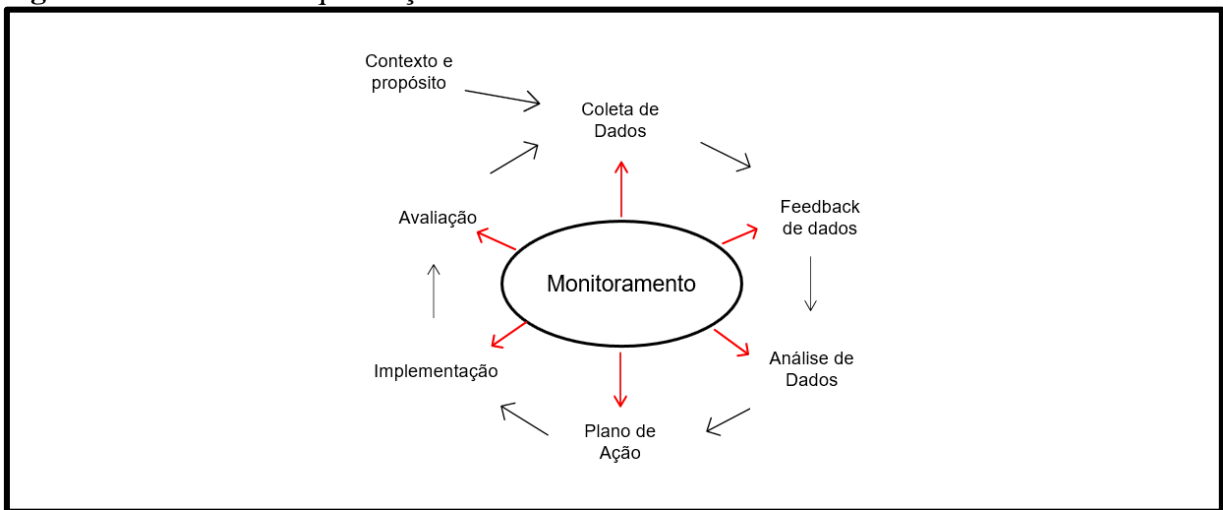 Contexto e
propósito
Coleta de
Dados
Feedback
de dados
Avaliação
Monitoramento
Implementação
Análise de
Dados
Plano de
Ação